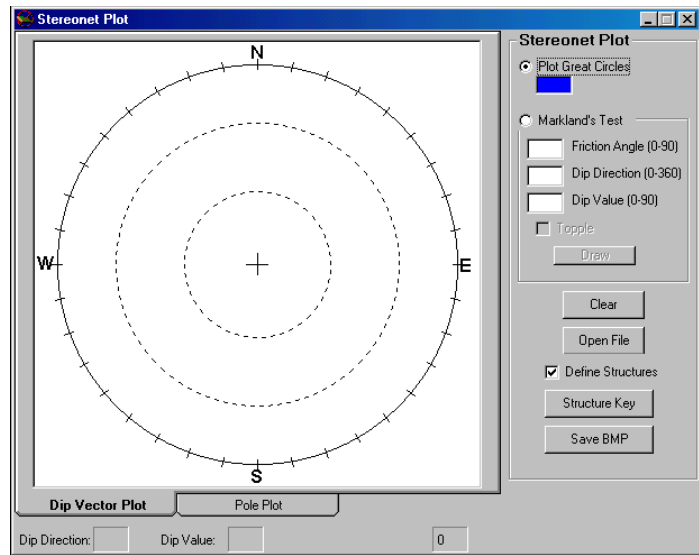 Stereonet Plot
N
W
E
S
Dip Vector Plot
Pole Plot
Dip Direction:
Dip Value:
0
Stereonet Plot
Plot Great Circles
Markland's Test
Friction Angle (0-90)
Dip Direction (0-360)
Dip Value (0-90)
Topple
Draw
Clear
Open File
Define Structures
Structure Key
Save BMP